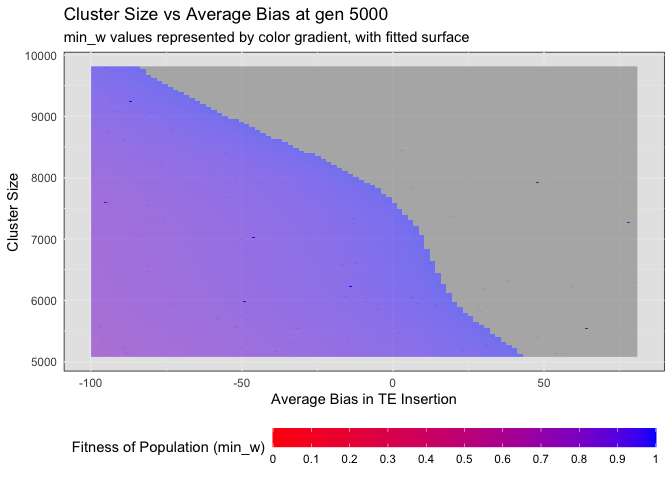 Cluster Size vs Average Bias at gen 5000
min_w values represented by color gradient, with fitted surface
10000
9000
8000
7000
6000
5000
Cluster Size
-100 -50 0 50
Average Bias in TE Insertion
Fitness of Population (min_w)
0 0.1 0.2 0.3 0.4 0.5 0.6 0.7 0.8 0.9 1